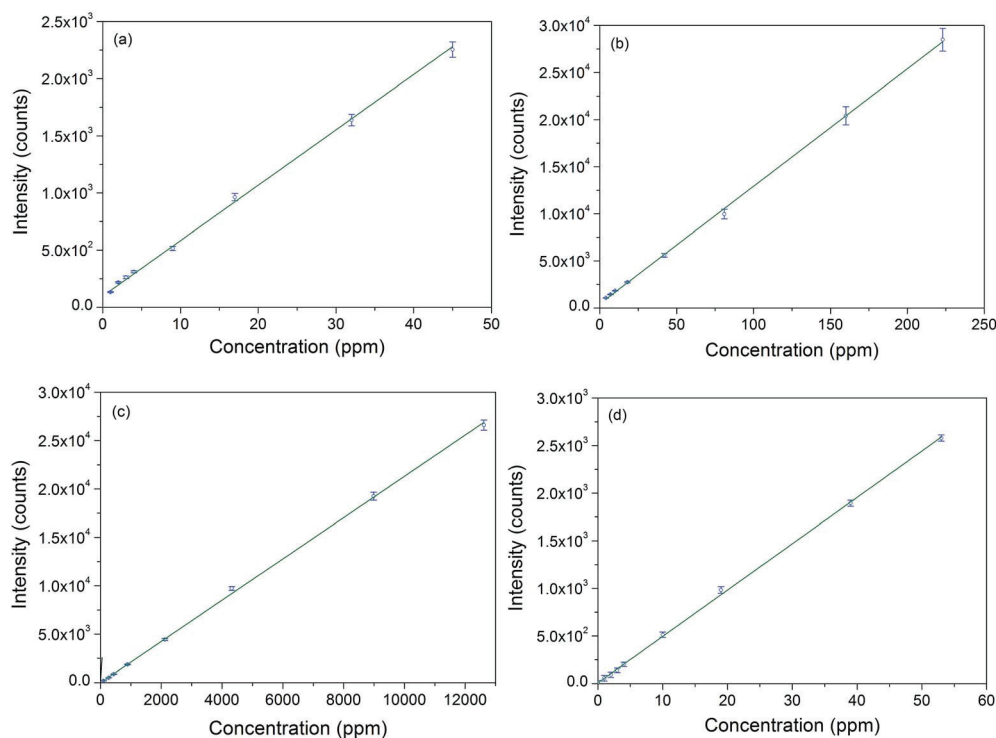 (a)
2.5x10³
2.0x10³
1.5x10³
1.0x10³
5.0x10²
0.0
0 10 20 30 40 50
Intensity (counts)
Concentration (ppm)
(b)
3.0x10⁴
2.5x10⁴
2.0x10⁴
1.5x10⁴
1.0x10⁴
5.0x10³
0.0
0 50 100 150 200 250
Intensity (counts)
Concentration (ppm)
(c)
3.0x10⁴
2.5x10⁴
2.0x10⁴
1.5x10⁴
1.0x10⁴
5.0x10³
0.0
0 2000 4000 6000 8000 10000 12000
Intensity (counts)
Concentration (ppm)
(d)
3.0x10³
2.5x10³
2.0x10³
1.5x10³
1.0x10³
5.0x10²
0.0
0 10 20 30 40 50 60
Intensity (counts)
Concentration (ppm)